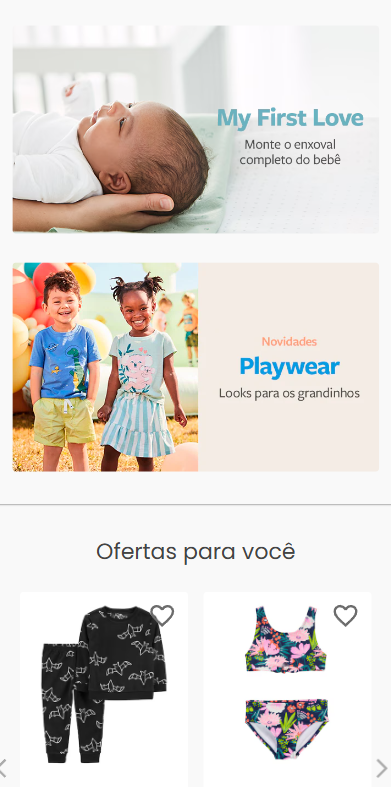 My First Love
Monte o enxoval
completo do bebê
Novidades
Playwear
Looks para os grandinhos
Ofertas para você